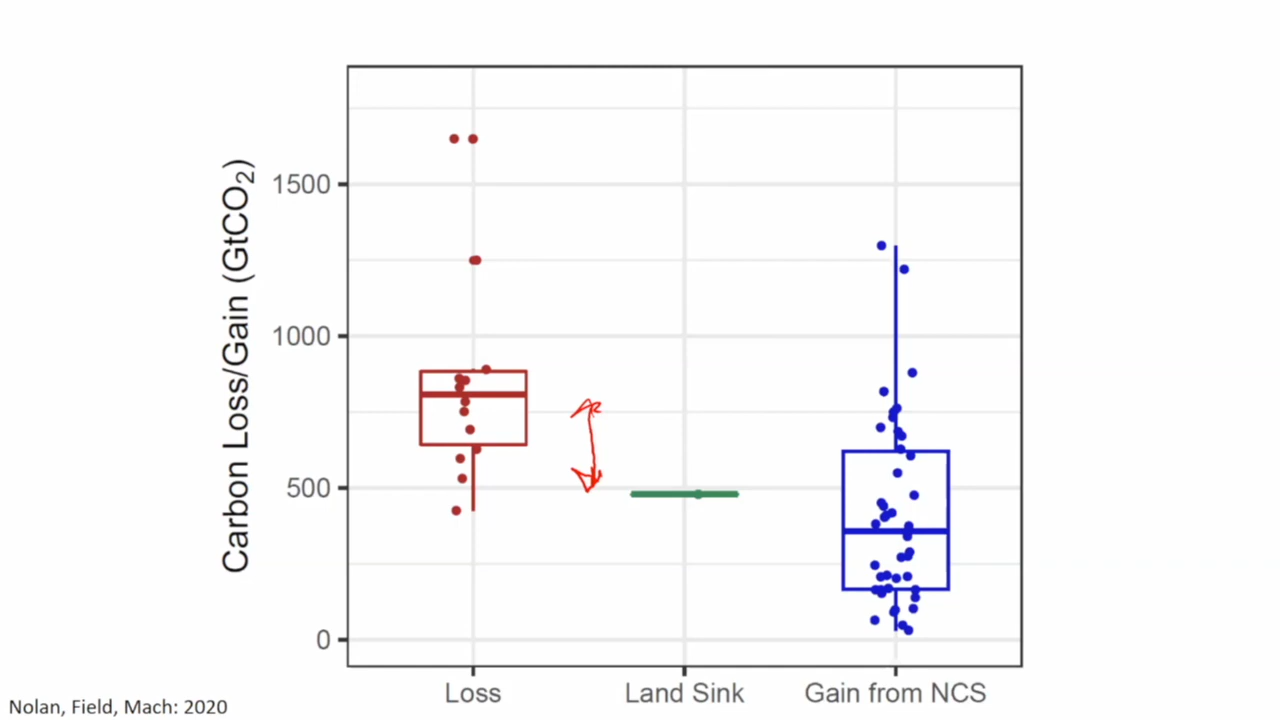 Carbon Loss/Gain (GtCO₂)
1500
1000
500
0
Loss Land Sink Gain from NCS
Nolan, Field, Mach: 2020